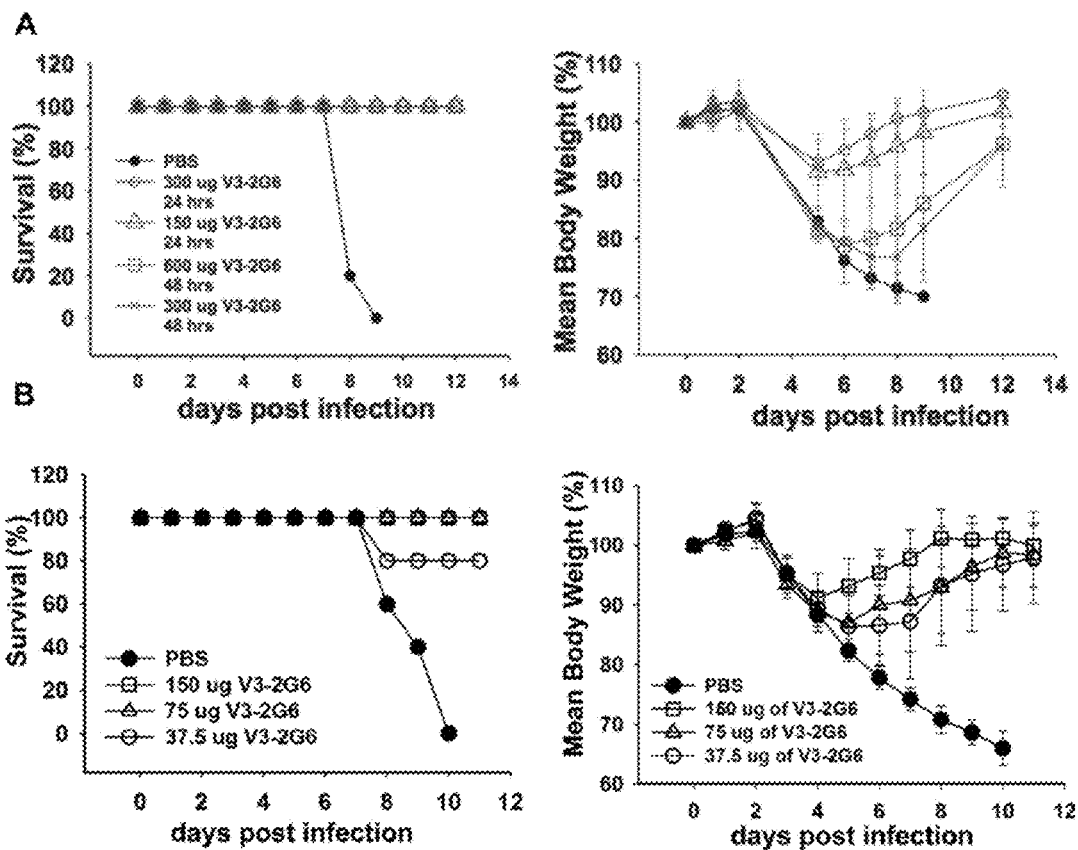 A
Survival (%)
120
100
80
60
40
20
0
PBS
300 ug V3-2G6
24 hrs
150 ug V3-2G6
24 hrs
600 ug V3-2G6
48 hrs
300 ug V3-2G6
48 hrs
0 2 4 6 8 10 12 14
days post infection
Mean Body Weight (%)
110
100
90
80
70
60
0 2 4 6 8 10 12 14
days post infection
B
Survival (%)
120
100
80
60
40
20
0
PBS
150 ug V3-2G6
75 ug V3-2G6
37.5 ug V3-2G6
0 2 4 6 8 10 12
days post infection
Mean Body Weight (%)
110
100
90
80
70
60
PBS
150 ug of V3-2G6
75 ug of V3-2G6
37.5 ug of V3-2G6
0 2 4 6 8 10 12
days post infection